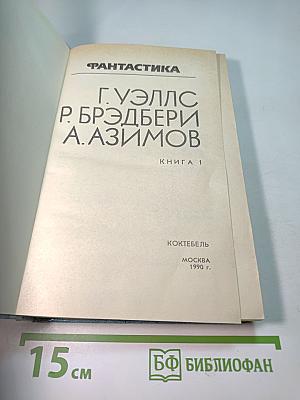 ФАНТАСТИКА
Г. УЭЛЛС
Р. БРЭДБЕРИ
А. АЗИМОВ
КНИГА 1
КОКТЕБЕЛЬ
МОСКВА
1990 г.
15 см
БФ БИБЛИОФАН